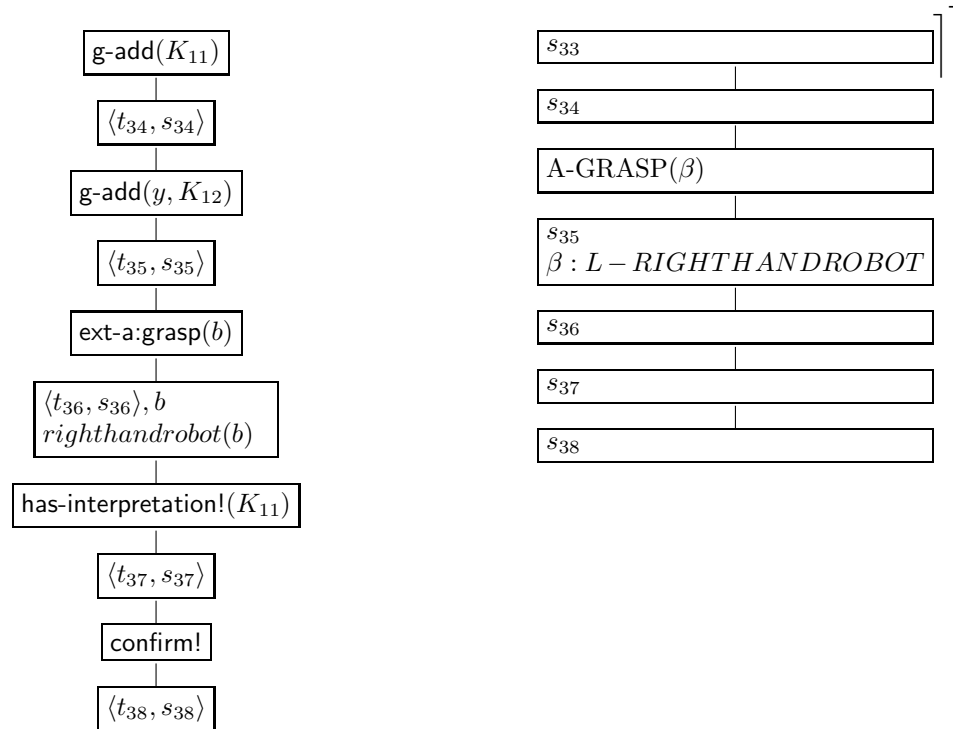 g-add(K₁₁)
⟨t₃₄, s₃₄⟩
g-add(y, K₁₂)
⟨t₃₅, s₃₅⟩
ext-a:grasp(b)
⟨t₃₆, s₃₆⟩, b
righthandrobot(b)
has-interpretation!(K₁₁)
⟨t₃₇, s₃₇⟩
confirm!
⟨t₃₈, s₃₈⟩
s₃₃
s₃₄
A-GRASP(β)
s₃₅
β : L − RIGHTHANDROBOT
s₃₆
s₃₇
s₃₈